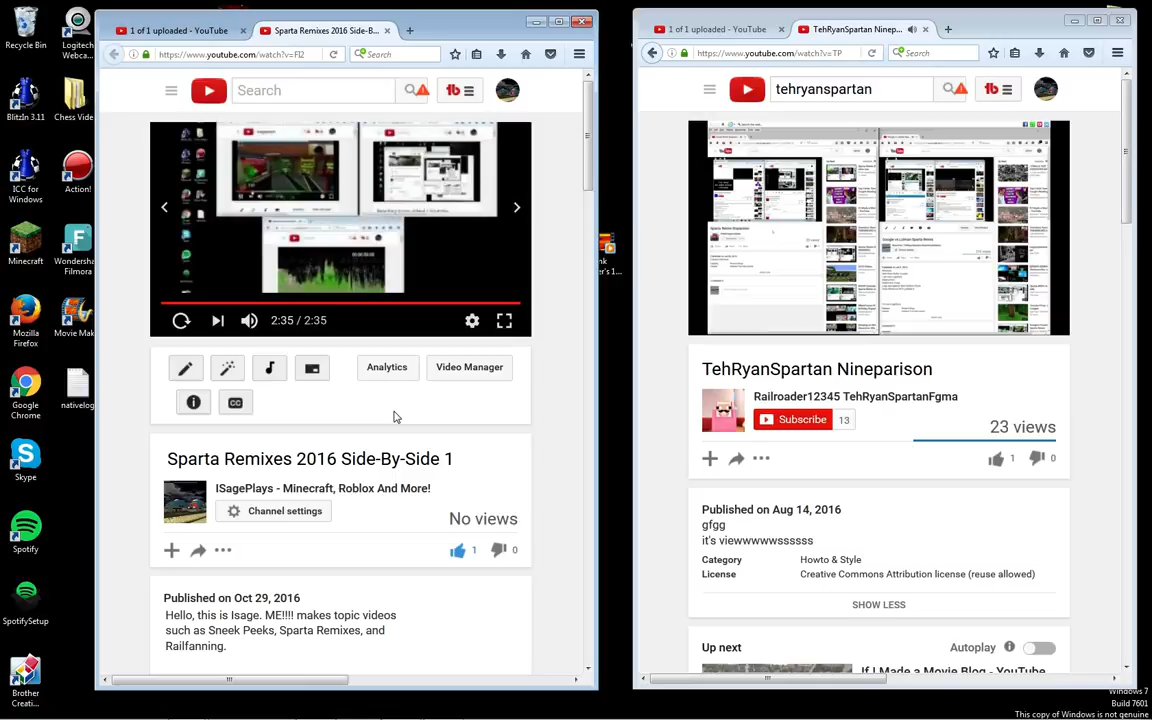 Recycle Bin
Logitech
Webca...
BlitzIn 3.11
Chess Vide
ICC for
Windows
Action!
Minecraft
Wondersha
Filmora
Mozilla
Firefox
Movie Mak
Google
Chrome
nativelog
Skype
Spotify
SpotifySetup
Brother
Creati...
1 of 1 uploaded - YouTube
Sparta Remixes 2016 Side-B...
https://www.youtube.com/watch?v=Fl2
Search
Search
2:35 / 2:35
Analytics
Video Manager
CC
Sparta Remixes 2016 Side-By-Side 1
ISagePlays - Minecraft, Roblox And More!
Channel settings
No views
1
0
Published on Oct 29, 2016
Hello, this is Isage. ME!!!! makes topic videos
such as Sneek Peeks, Sparta Remixes, and
Railfanning.
1 of 1 uploaded - YouTube
TehRyanSpartan Ninep...
https://www.youtube.com/watch?v=TP
Search
tehryanspartan
TehRyanSpartan Nineparison
Railroader12345 TehRyanSpartanFgma
Subscribe
13
23 views
1
0
Published on Aug 14, 2016
gfgg
it's viewwwwwssssss
Category
Howto & Style
License
Creative Commons Attribution license (reuse allowed)
SHOW LESS
Up next
Autoplay
If I Made a Movie Blog - YouTube
Windows 7
Build 7601
This copy of Windows is not genuine